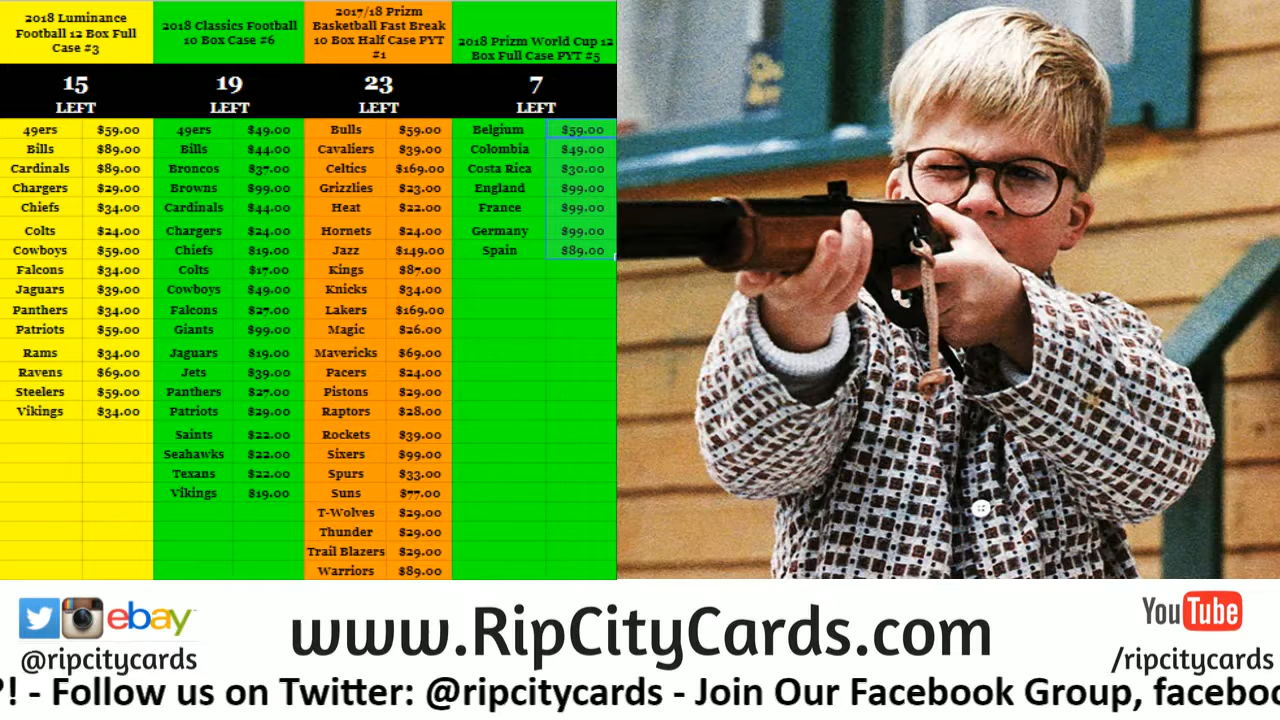 2018 Luminance
Football 12 Box Full
Case #3
15
LEFT
49ers $59.00
Bills $89.00
Cardinals $89.00
Chargers $29.00
Chiefs $34.00
Colts $24.00
Cowboys $59.00
Falcons $34.00
Jaguars $39.00
Panthers $34.00
Patriots $59.00
Rams $34.00
Ravens $69.00
Steelers $59.00
Vikings $34.00
2018 Classics Football
10 Box Case #6
19
LEFT
49ers $49.00
Bills $44.00
Broncos $37.00
Browns $99.00
Cardinals $44.00
Chargers $24.00
Chiefs $19.00
Colts $17.00
Cowboys $49.00
Falcons $27.00
Giants $99.00
Jaguars $19.00
Jets $39.00
Panthers $27.00
Patriots $29.00
Saints $22.00
Seahawks $22.00
Texans $22.00
Vikings $19.00
2017/18 Prizm
Basketball Fast Break
10 Box Half Case PYT
#1
23
LEFT
Bulls $59.00
Cavaliers $39.00
Celtics $169.00
Grizzlies $23.00
Heat $22.00
Hornets $24.00
Jazz $149.00
Kings $87.00
Knicks $34.00
Lakers $169.00
Magic $26.00
Mavericks $69.00
Pacers $24.00
Pistons $29.00
Raptors $28.00
Rockets $39.00
Sixers $99.00
Spurs $33.00
Suns $77.00
T-Wolves $29.00
Thunder $29.00
Trail Blazers $29.00
Warriors $89.00
2018 Prizm World Cup 12
Box Full Case PYT #5
7
LEFT
Belgium $59.00
Colombia $49.00
Costa Rica $30.00
England $99.00
France $99.00
Germany $99.00
Spain $89.00
ebay
@ripcitycards
www.RipCityCards.com
YouTube
/ripcitycards
?! - Follow us on Twitter: @ripcitycards - Join Our Facebook Group, facebo